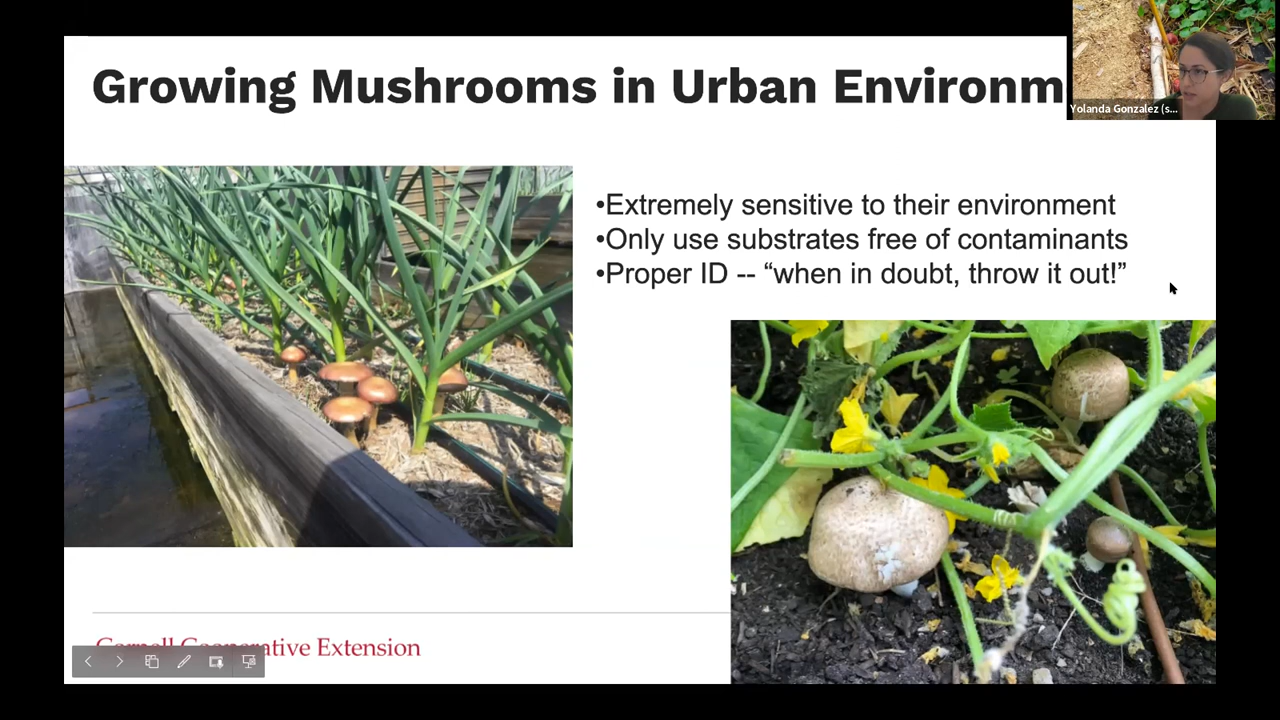 Growing Mushrooms in Urban Environm
Yolanda Gonzalez (s...
•Extremely sensitive to their environment
•Only use substrates free of contaminants
•Proper ID -- “when in doubt, throw it out!”
Cornell Cooperative Extension